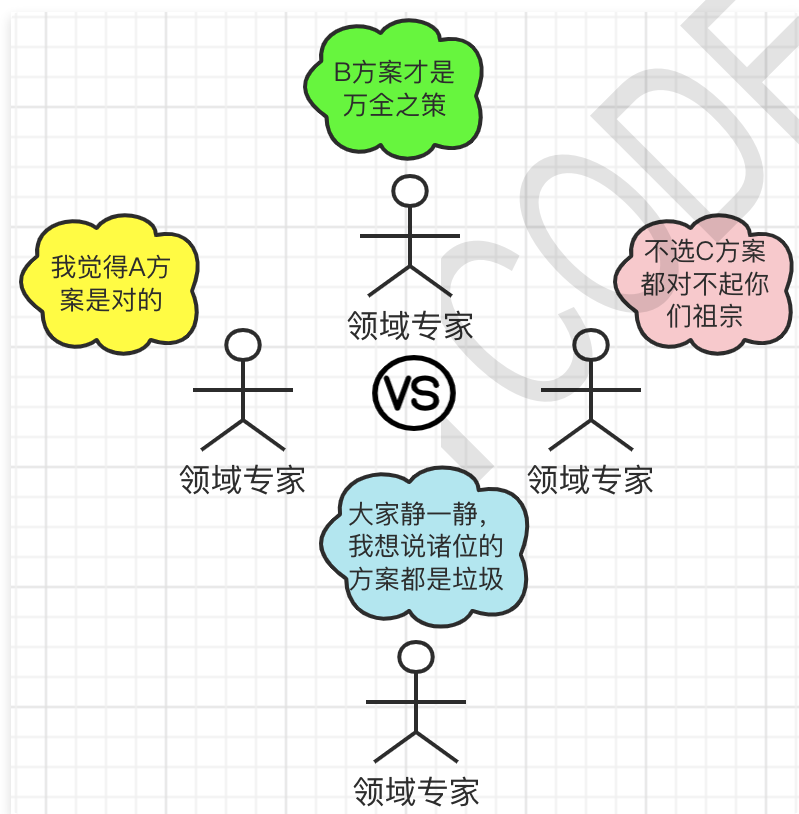 B方案才是
万全之策
领域专家
我觉得A方
案是对的
领域专家
VS
不选C方案
都对不起你
们祖宗
领域专家
大家静一静，
我想说诸位的
方案都是垃圾
领域专家